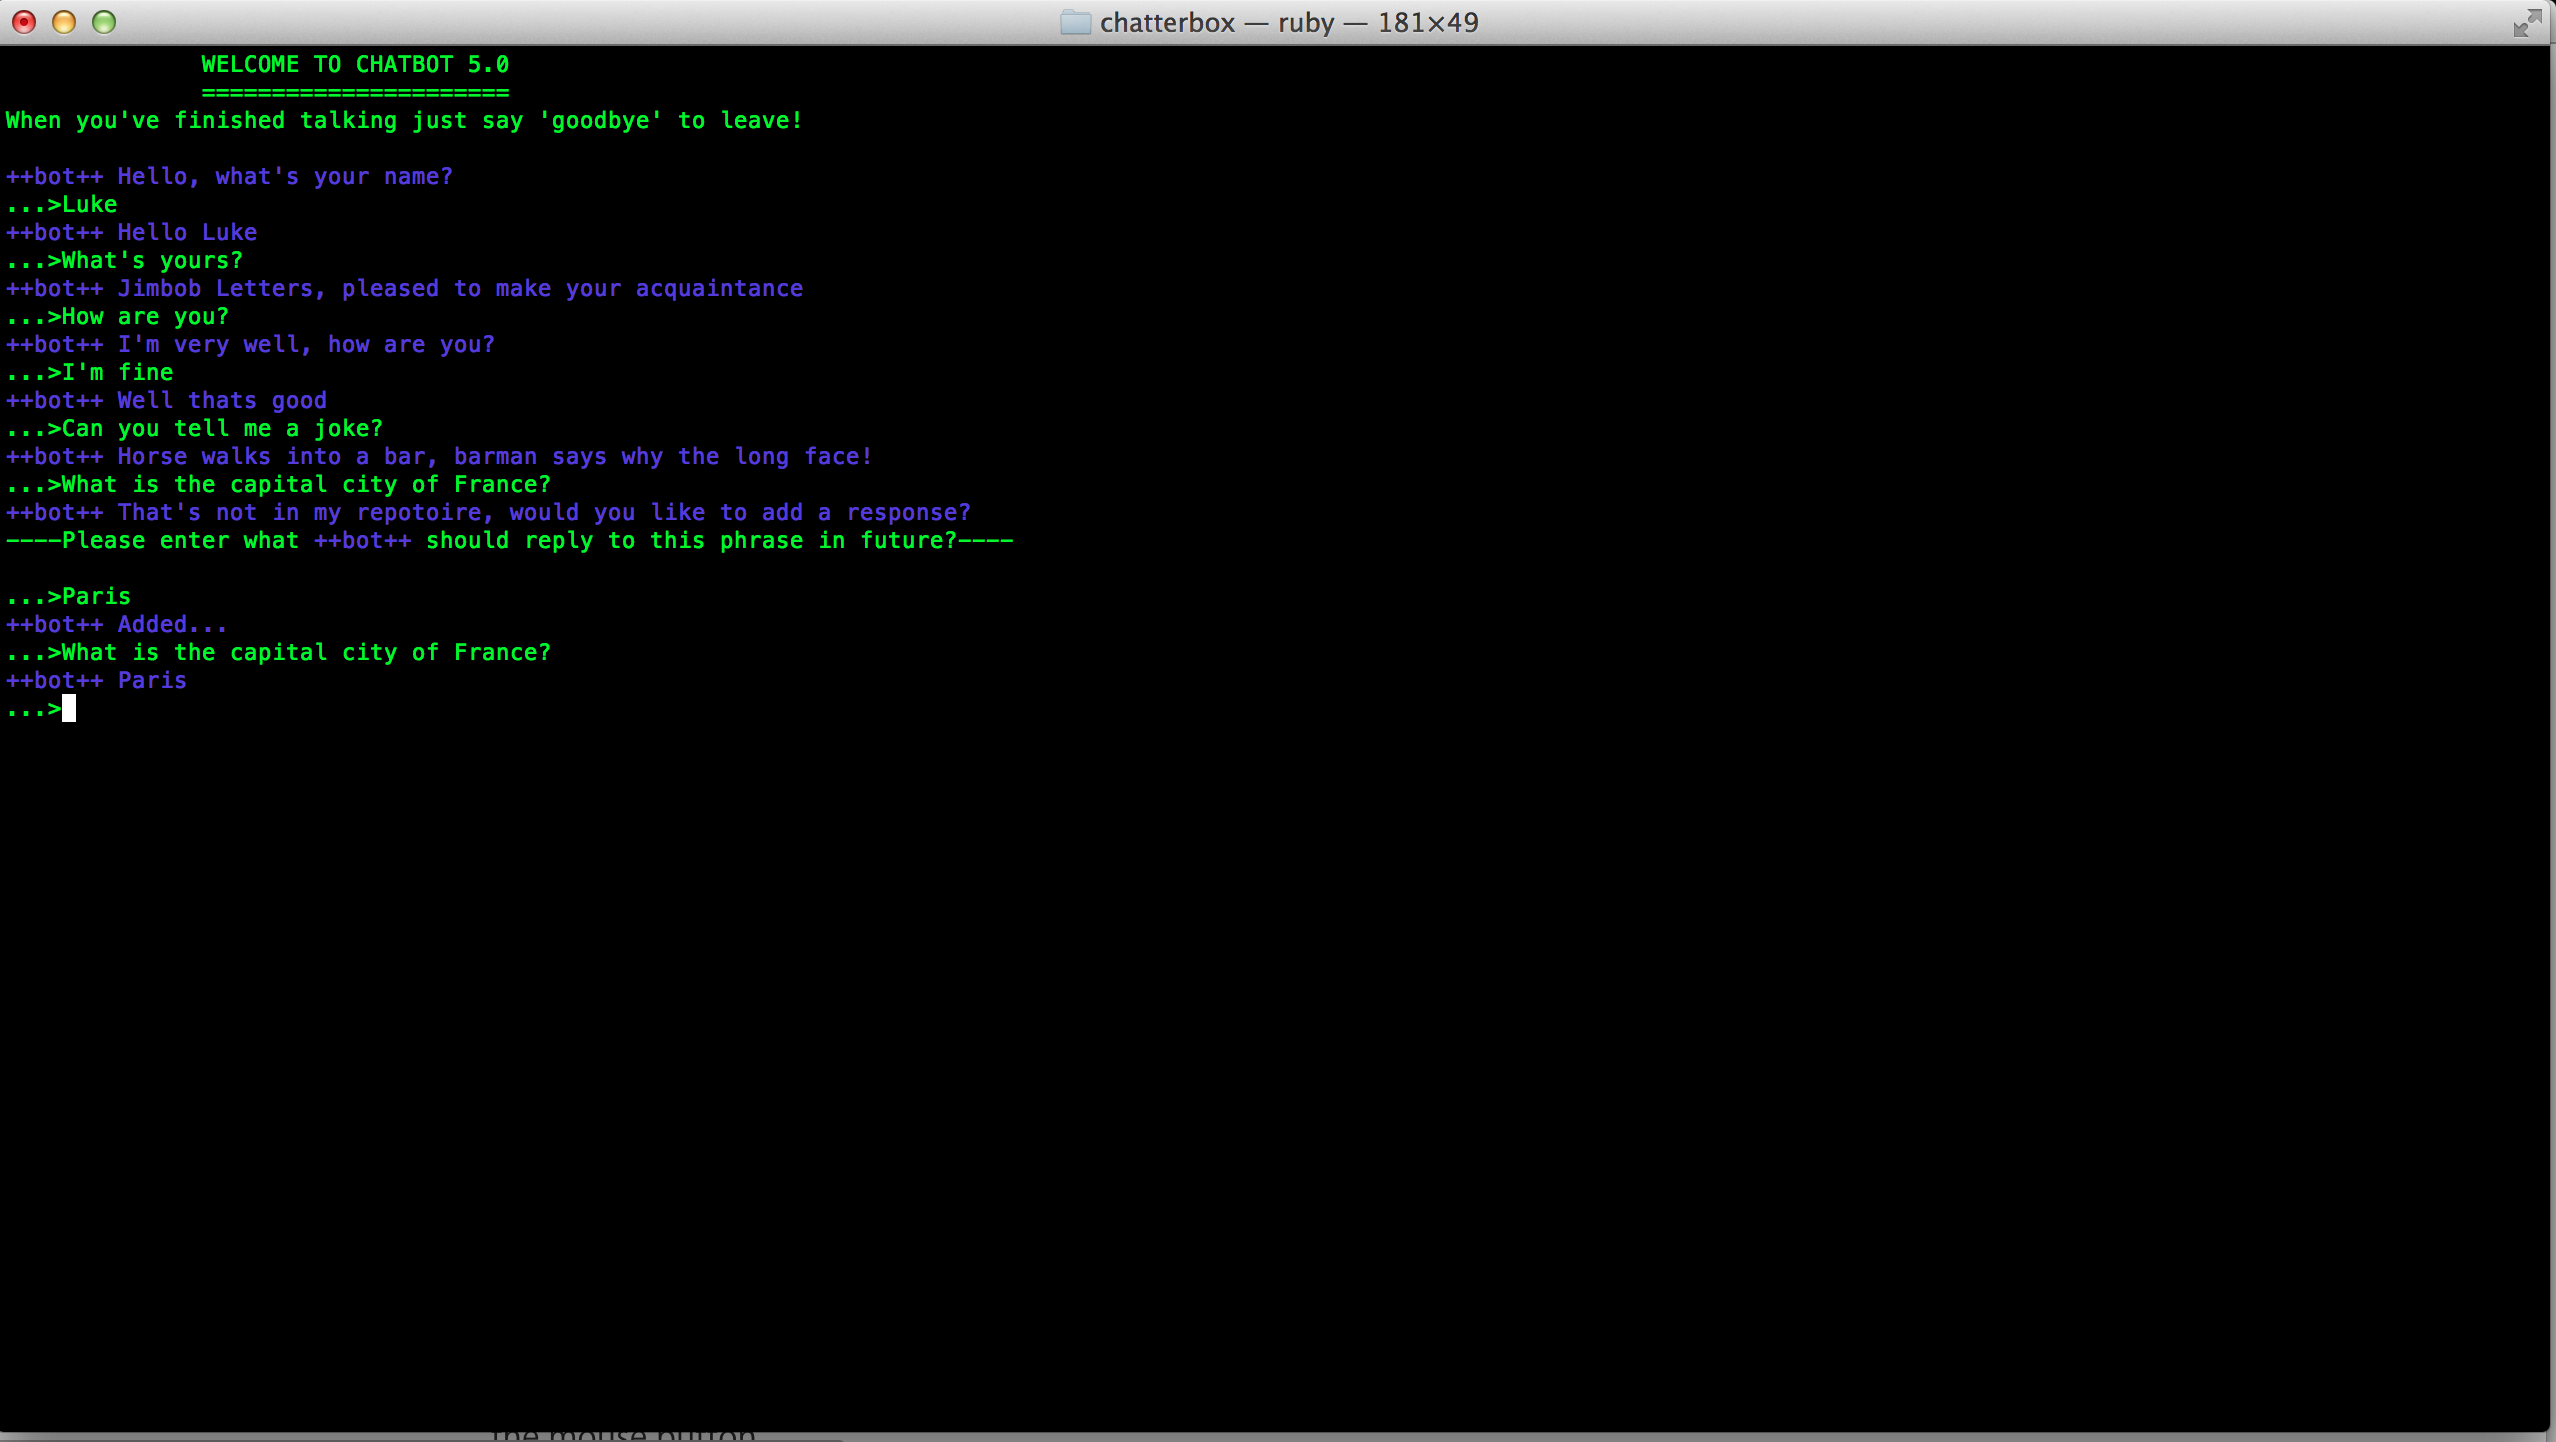 chatterbox — ruby — 181×49
WELCOME TO CHATBOT 5.0
======================
When you've finished talking just say 'goodbye' to leave!
++bot++ Hello, what's your name?
...>Luke
++bot++ Hello Luke
...>What's yours?
++bot++ Jimbob Letters, pleased to make your acquaintance
...>How are you?
++bot++ I'm very well, how are you?
...>I'm fine
++bot++ Well thats good
...>Can you tell me a joke?
++bot++ Horse walks into a bar, barman says why the long face!
...>What is the capital city of France?
++bot++ That's not in my repotoire, would you like to add a response?
----Please enter what ++bot++ should reply to this phrase in future?----
...>Paris
++bot++ Added...
...>What is the capital city of France?
++bot++ Paris
...>
the mouse button